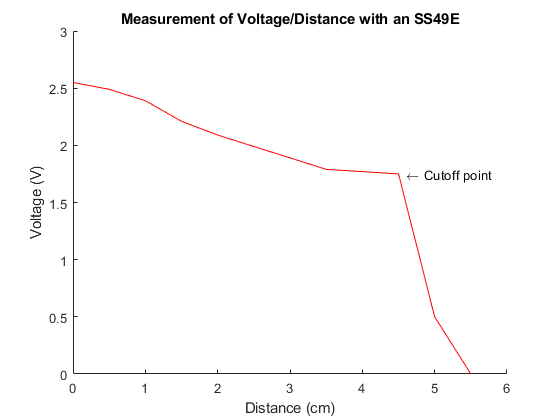 Measurement of Voltage/Distance with an SS49E
3
2.5
2
1.5
1
0.5
0
Voltage (V)
← Cutoff point
0 1 2 3 4 5 6
Distance (cm)